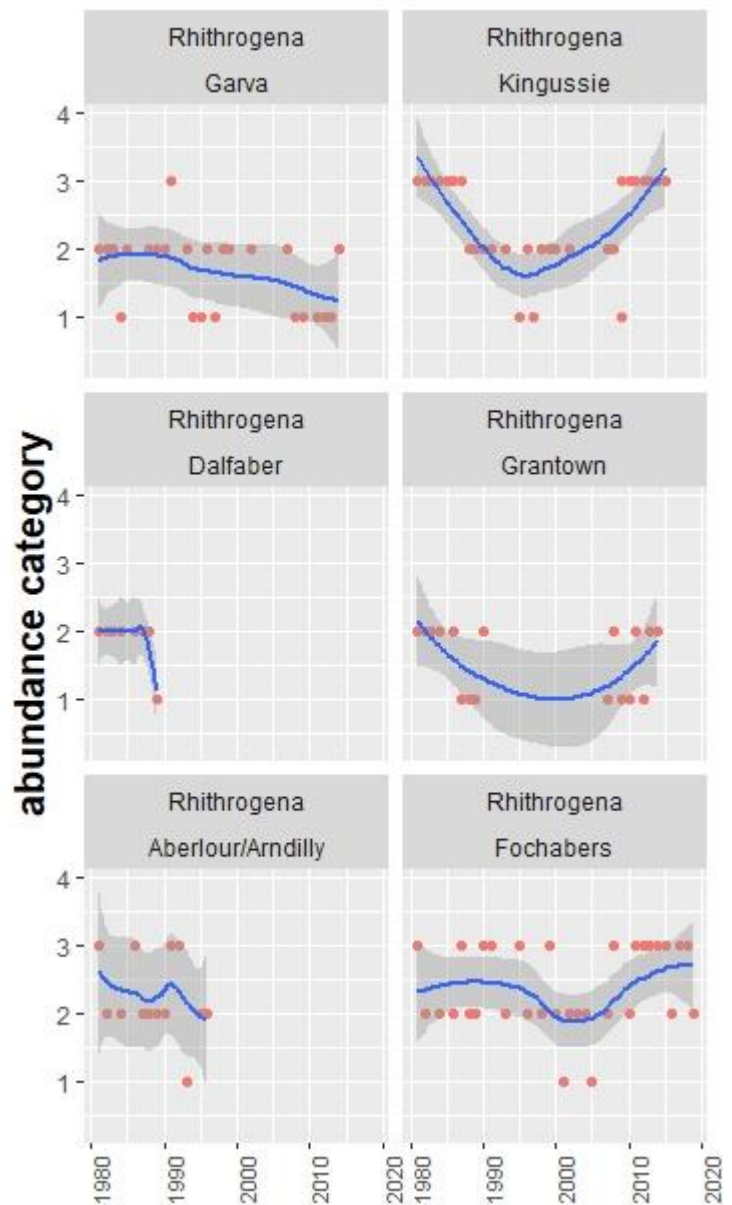 Rhithrogena
Garva
Rhithrogena
Kingussie
4
3
2
1
Rhithrogena
Dalfaber
Rhithrogena
Grantown
4
3
2
1
abundance category
Rhithrogena
Aberlour/Arndilly
Rhithrogena
Fochabers
4
3
2
1
1980
1990
2000
2010
2020
1980
1990
2000
2010
2020